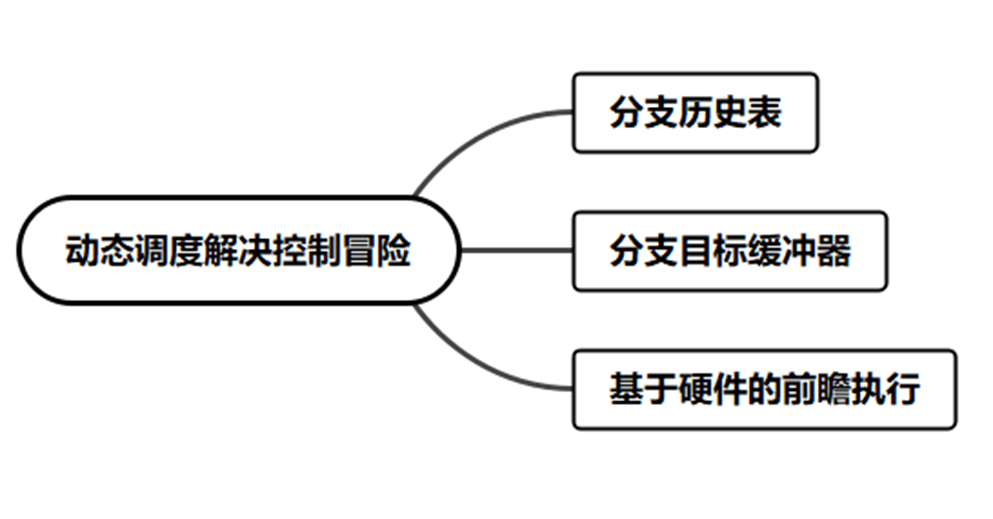 分支历史表
动态调度解决控制冒险
分支目标缓冲器
基于硬件的前瞻执行